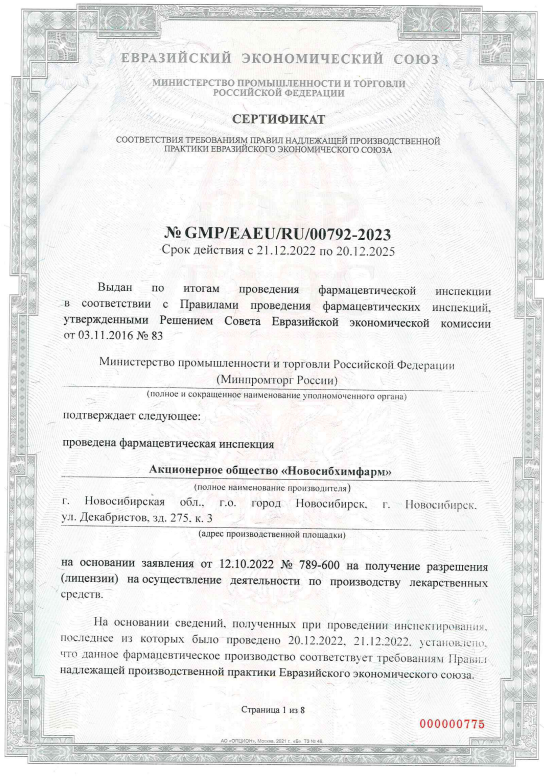 ЕВРАЗИЙСКИЙ ЭКОНОМИЧЕСКИЙ СОЮЗ
МИНИСТЕРСТВО ПРОМЫШЛЕННОСТИ И ТОРГОВЛИ
РОССИЙСКОЙ ФЕДЕРАЦИИ
СЕРТИФИКАТ
СООТВЕТСТВИЯ ТРЕБОВАНИЯМ ПРАВИЛ НАДЛЕЖАЩЕЙ ПРОИЗВОДСТВЕННОЙ
ПРАКТИКИ ЕВРАЗИЙСКОГО ЭКОНОМИЧЕСКОГО СОЮЗА
№ GMP/EAEU/RU/00792-2023
Срок действия с 21.12.2022 по 20.12.2025
Выдан по итогам проведения фармацевтической инспекции
в соответствии с Правилами проведения фармацевтических инспекций,
утвержденными Решением Совета Евразийской экономической комиссии
от 03.11.2016 № 83
Министерство промышленности и торговли Российской Федерации
(Минпромторг России)
(полное и сокращенное наименование уполномоченного органа)
подтверждает следующее:
проведена фармацевтическая инспекция
Акционерное общество «Новосибхимфарм»
(полное наименование производителя)
г. Новосибирская обл., г.о. город Новосибирск, г. Новосибирск,
ул. Декабристов, зд. 275, к. 3
(адрес производственной площадки)
на основании заявления от 12.10.2022 № 789-600 на получение разрешения
(лицензии) на осуществление деятельности по производству лекарственных
средств.
На основании сведений, полученных при проведении инспектирования,
последнее из которых было проведено 20.12.2022, 21.12.2022, установлено,
что данное фармацевтическое производство соответствует требованиям Правил
надлежащей производственной практики Евразийского экономического союза.
Страница 1 из 8
000000775
АО «ОПЦИОН», Москва, 2021 г. «Б» ТЗ № 46.